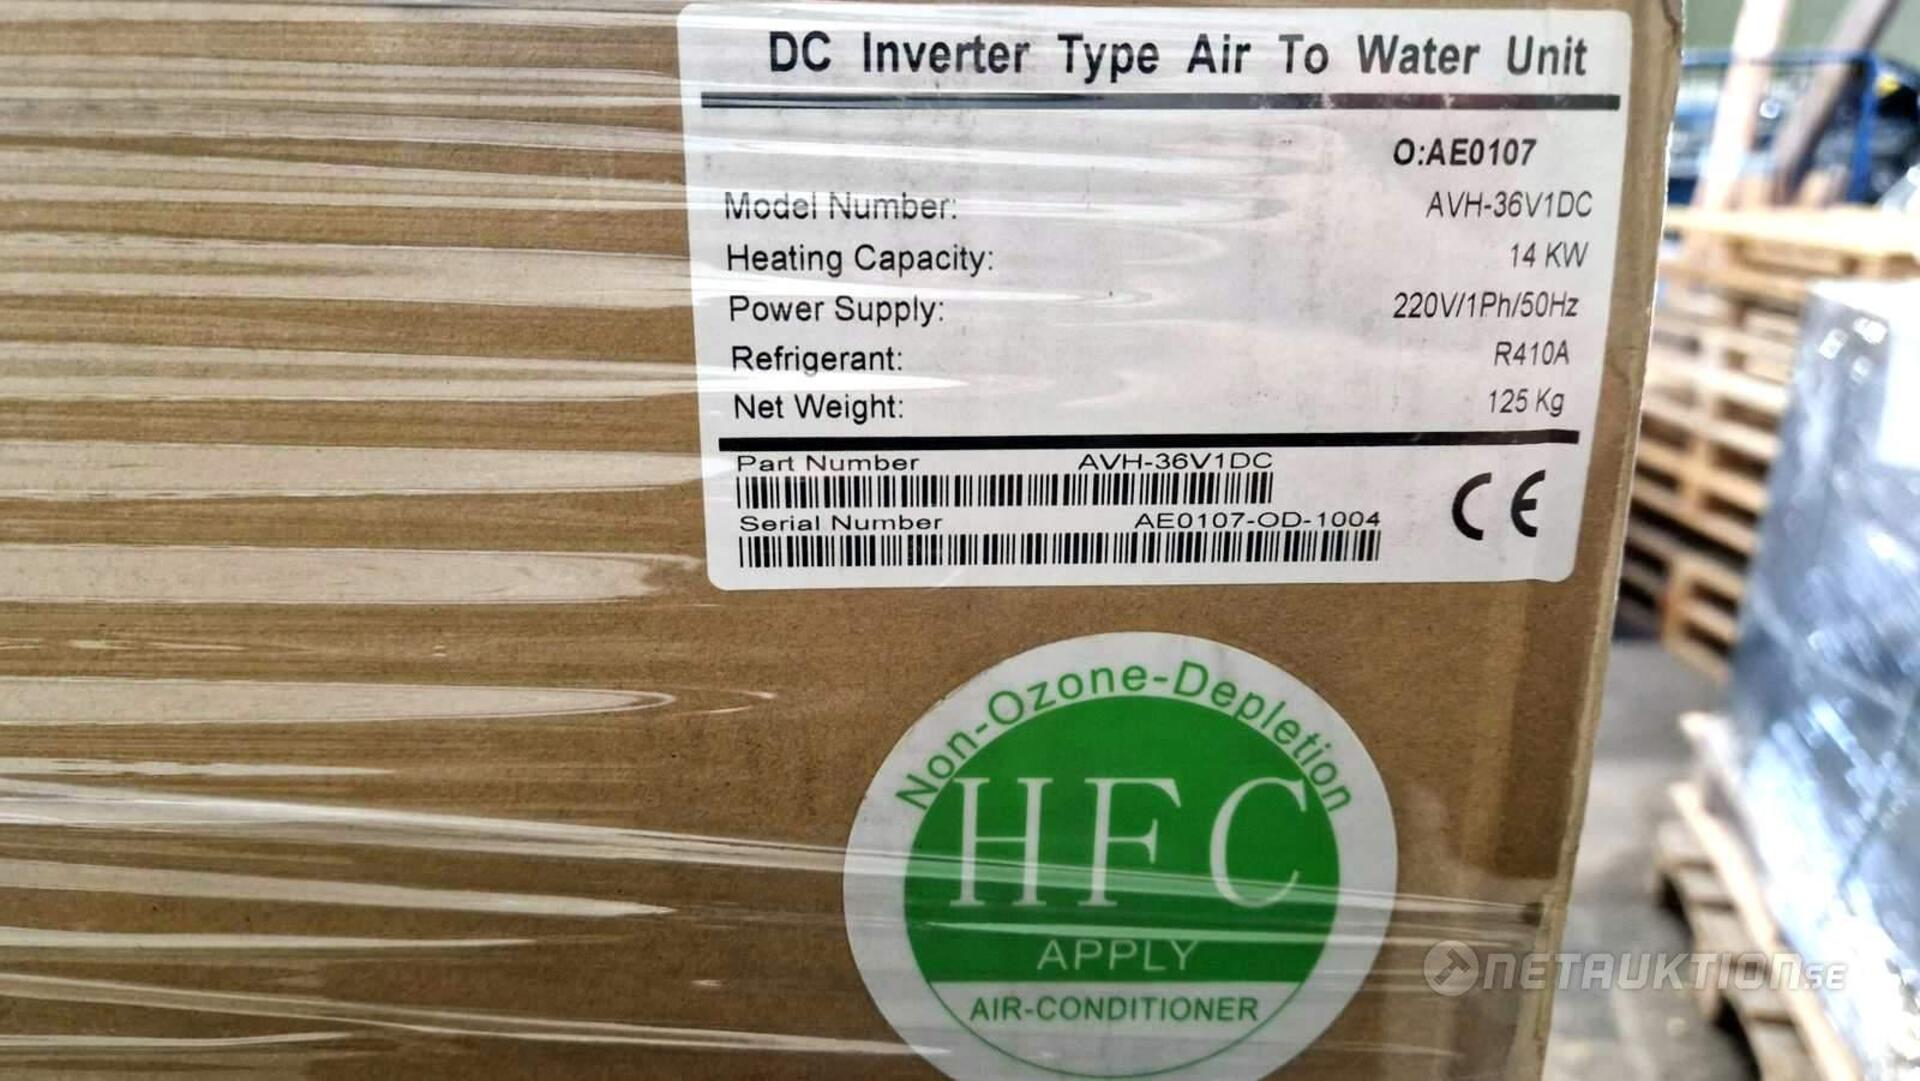 DC Inverter Type Air To Water Unit
O:AE0107
Model Number: AVH-36V1DC
Heating Capacity: 14 KW
Power Supply: 220V/1Ph/50Hz
Refrigerant: R410A
Net Weight: 125 Kg
Part Number AVH-36V1DC
Serial Number AE0107-OD-1004
CE
Non-Ozone-Depletion
HFC
APPLY
AIR-CONDITIONER
NETAUKTION.SE